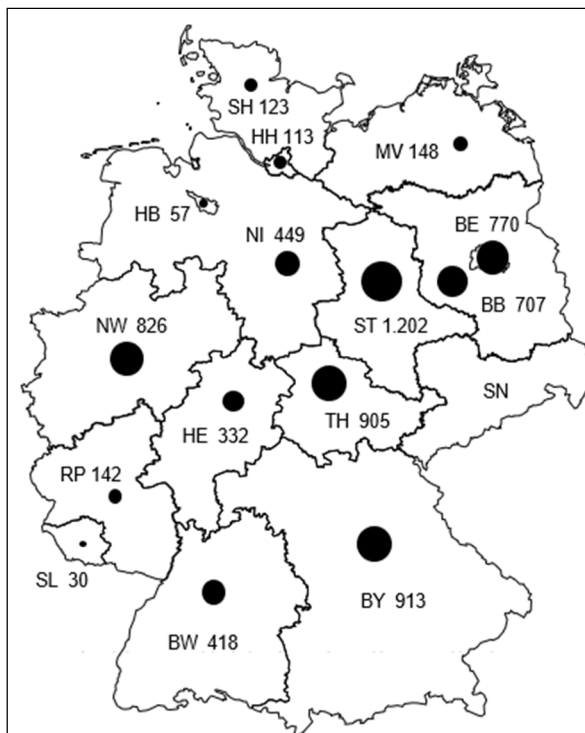 SH 123
HH 113
MV 148
HB 57
NI 449
BE 770
BB 707
ST 1.202
NW 826
SN
TH 905
HE 332
RP 142
SL 30
BY 913
BW 418